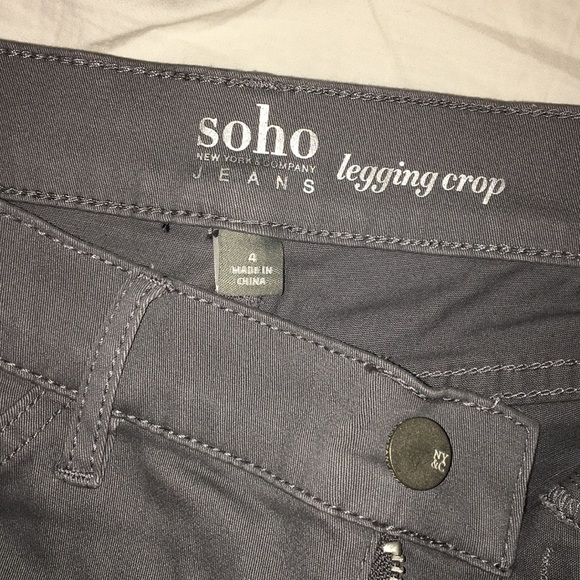 soho
NEW YORK & COMPANY
JEANS
legging crop
4
MADE IN
CHINA
NY
&C